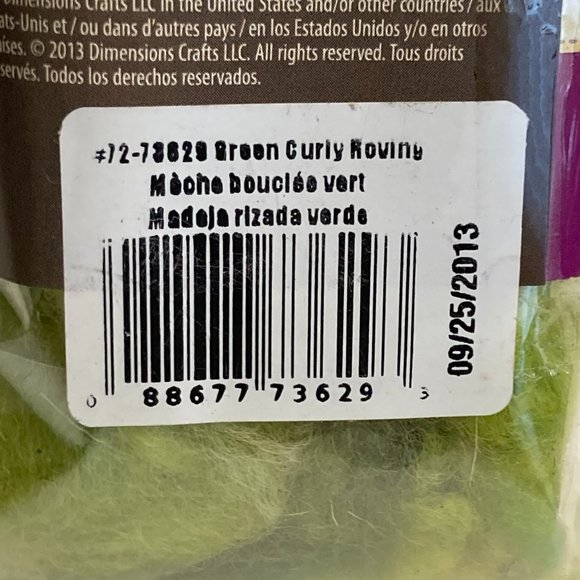 Dimensions Crafts LLC in the United States and/or other countries / aux
ats-Unis et / ou dans d'autres pays / en los Estados Unidos y/o en otros
íses. © 2013 Dimensions Crafts LLC. All rights reserved. Tous droits
servés. Todos los derechos reservados.
#72-73629 Green Curly Roving
Mèche bouclée vert
Madeja rizada verde
09/25/2013
0 88677 73629 3